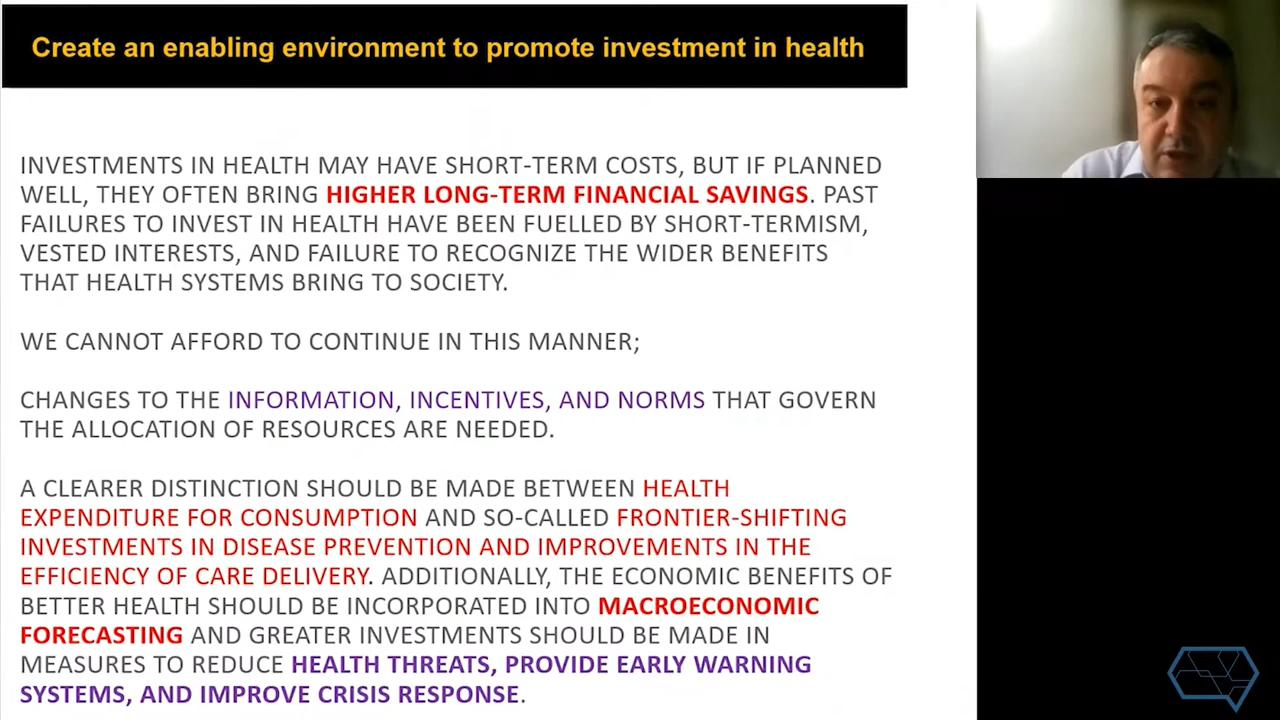 Create an enabling environment to promote investment in health
INVESTMENTS IN HEALTH MAY HAVE SHORT-TERM COSTS, BUT IF PLANNED
WELL, THEY OFTEN BRING HIGHER LONG-TERM FINANCIAL SAVINGS. PAST
FAILURES TO INVEST IN HEALTH HAVE BEEN FUELLED BY SHORT-TERMISM,
VESTED INTERESTS, AND FAILURE TO RECOGNIZE THE WIDER BENEFITS
THAT HEALTH SYSTEMS BRING TO SOCIETY.
WE CANNOT AFFORD TO CONTINUE IN THIS MANNER;
CHANGES TO THE INFORMATION, INCENTIVES, AND NORMS THAT GOVERN
THE ALLOCATION OF RESOURCES ARE NEEDED.
A CLEARER DISTINCTION SHOULD BE MADE BETWEEN HEALTH
EXPENDITURE FOR CONSUMPTION AND SO-CALLED FRONTIER-SHIFTING
INVESTMENTS IN DISEASE PREVENTION AND IMPROVEMENTS IN THE
EFFICIENCY OF CARE DELIVERY. ADDITIONALLY, THE ECONOMIC BENEFITS OF
BETTER HEALTH SHOULD BE INCORPORATED INTO MACROECONOMIC
FORECASTING AND GREATER INVESTMENTS SHOULD BE MADE IN
MEASURES TO REDUCE HEALTH THREATS, PROVIDE EARLY WARNING
SYSTEMS, AND IMPROVE CRISIS RESPONSE.